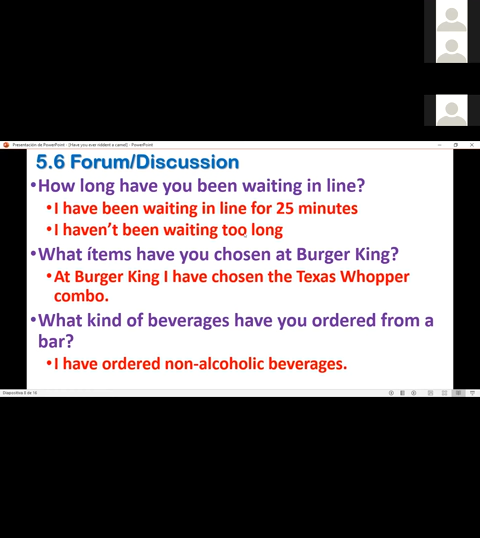 Presentación de PowerPoint - [Have you ever riddent a camel] - PowerPoint
5.6 Forum/Discussion
•How long have you been waiting in line?
•I have been waiting in line for 25 minutes
•I haven't been waiting too long
•What ítems have you chosen at Burger King?
•At Burger King I have chosen the Texas Whopper
combo.
•What kind of beverages have you ordered from a
bar?
•I have ordered non-alcoholic beverages.